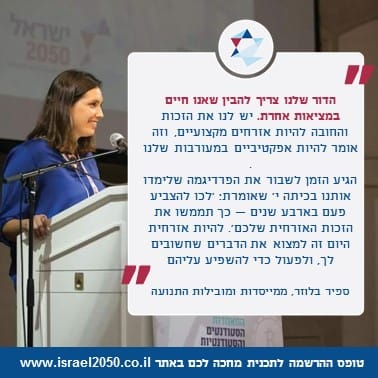 ישראל
2050
"
הדור שלנו צריך להבין שאנו חיים
במציאות אחרת. יש לנו את הזכות
והחובה להיות אזרחים מקצועיים, וזה
אומר להיות אפקטיביים במעורבות שלנו
.
הגיע הזמן לשבור את הפרדיגמה שלימדו
אותנו בכיתה י' שאומרת: 'לכו להצביע
פעם בארבע שנים – כך תממשו את
הזכות האזרחית שלכם'. להיות אזרחית
היום זה למצוא את הדברים שחשובים
לך, ולפעול כדי להשפיע עליהם
"
ספיר בלוזר, ממייסדות ומובילות התנועה
התאחדות
הסטודנטים
והסטודנטיות
טופס ההרשמה לתכנית מחכה לכם באתר www.israel2050.co.il